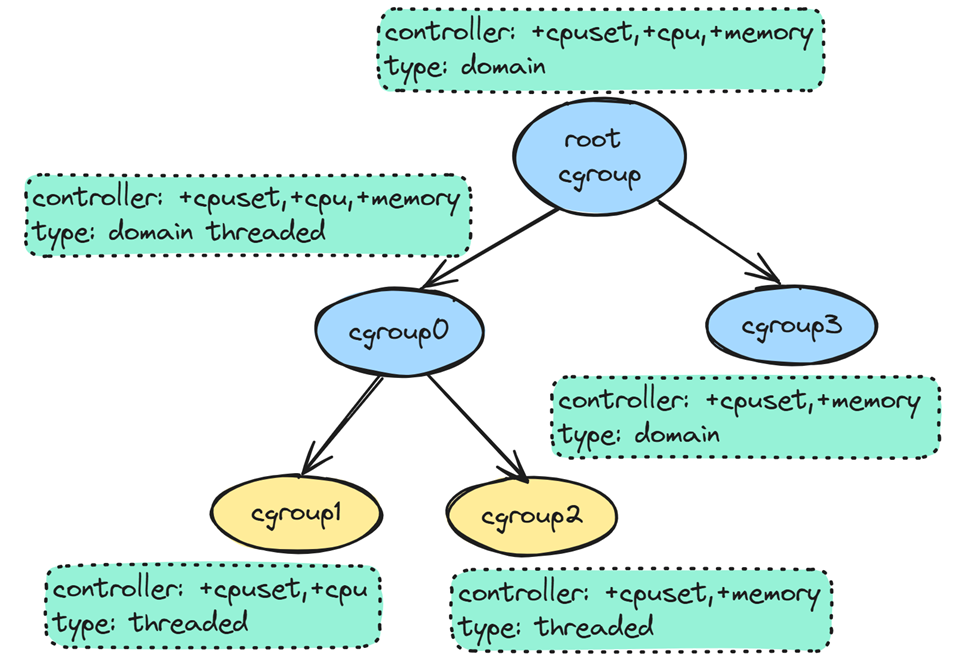 controller: +cpuset,+cpu,+memory
type: domain
root
cgroup
controller: +cpuset,+cpu,+memory
type: domain threaded
cgroup0
cgroup3
controller: +cpuset,+memory
type: domain
cgroup1
cgroup2
controller: +cpuset,+cpu
type: threaded
controller: +cpuset,+memory
type: threaded